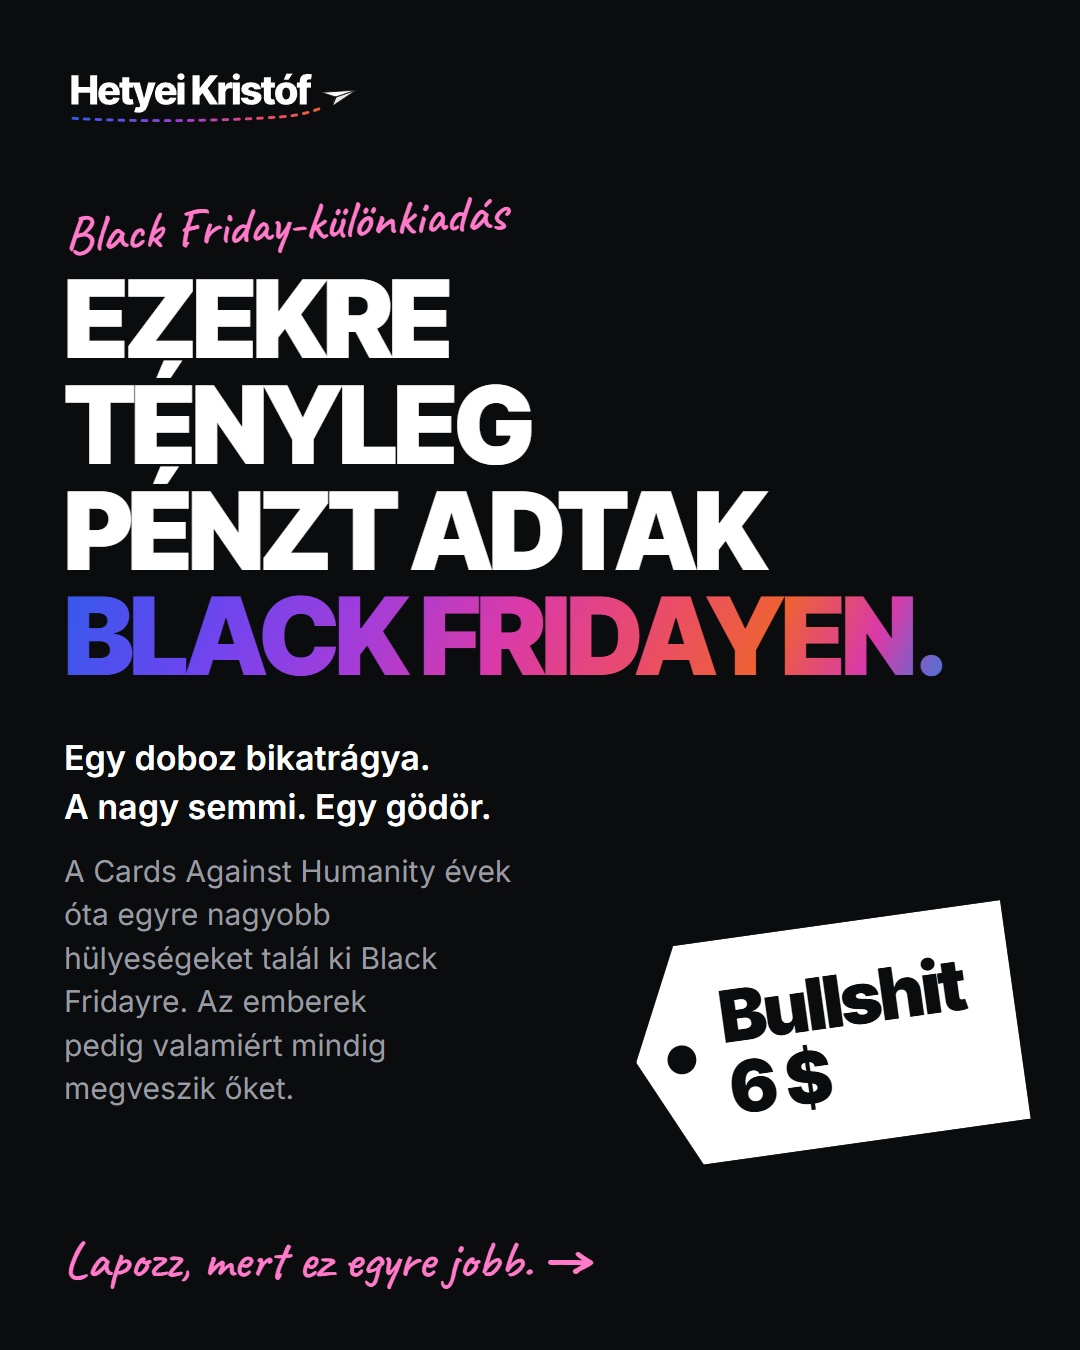 Hetyei Kristóf
Black Friday-különkiadás
EZEKRE
TÉNYLEG
PÉNZT ADTAK
BLACK FRIDAYEN.
Egy doboz bikatrágya.
A nagy semmi. Egy gödör.
A Cards Against Humanity évek
óta egyre nagyobb
hülyeségeket talál ki Black
Fridayre. Az emberek
pedig valamiért mindig
megveszik őket.
Bullshit
6 $
Lapozz, mert ez egyre jobb. →